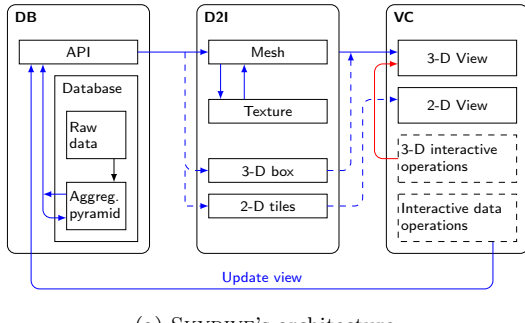 DB
API
Database
Raw
data
Aggreg.
pyramid
D2I
Mesh
Texture
3-D box
2-D tiles
VC
3-D View
2-D View
3-D interactive
operations
Interactive data
operations
Update view
architecture